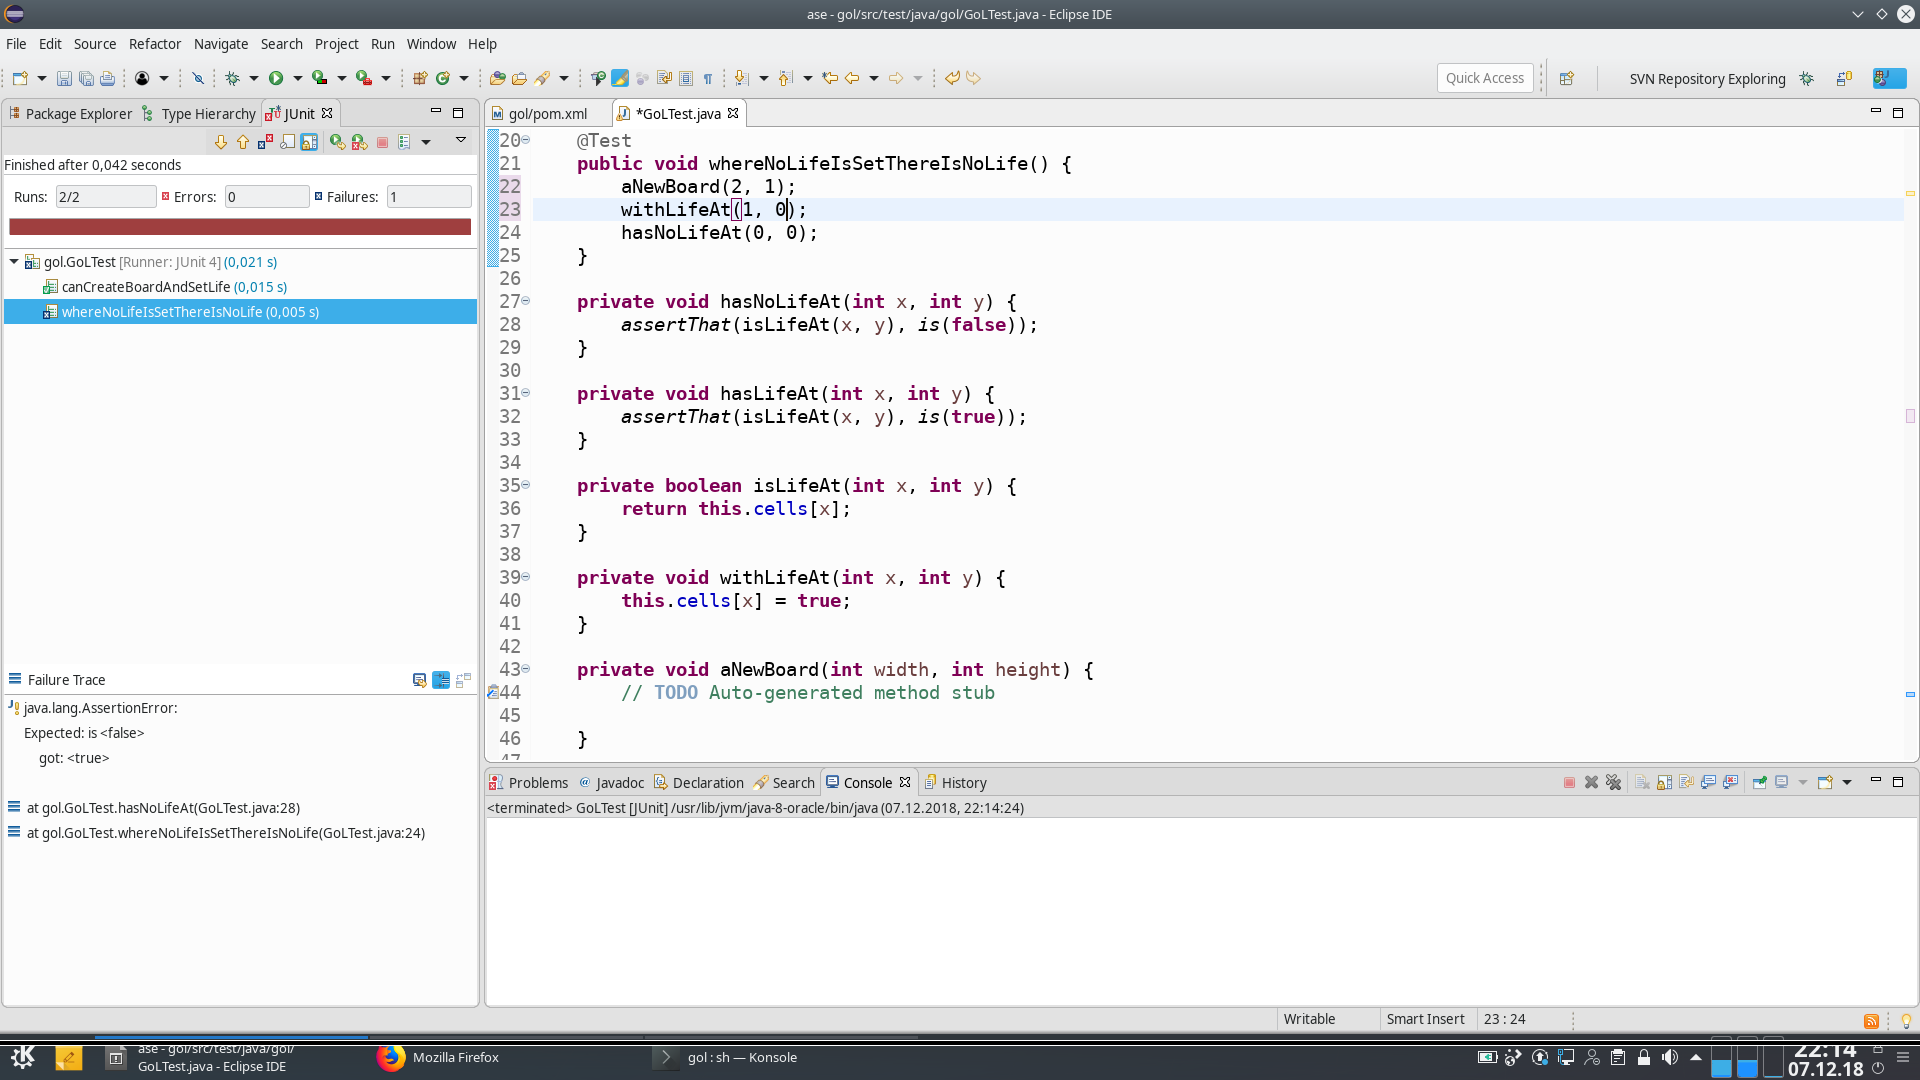 ase - gol/src/test/java/gol/GoLTest.java - Eclipse IDE
File Edit Source Refactor Navigate Search Project Run Window Help
Quick Access
SVN Repository Exploring
Package Explorer Type Hierarchy JUnit
Finished after 0,042 seconds
Runs: 2/2 Errors: 0 Failures: 1
gol.GoLTest [Runner: JUnit 4] (0,021 s)
canCreateBoardAndSetLife (0,015 s)
whereNoLifeIsSetThereIsNoLife (0,005 s)
Failure Trace
java.lang.AssertionError:
Expected: is <false>
got: <true>
at gol.GoLTest.hasNoLifeAt(GoLTest.java:28)
at gol.GoLTest.whereNoLifeIsSetThereIsNoLife(GoLTest.java:24)
gol/pom.xml *GoLTest.java
20 @Test
21 public void whereNoLifeIsSetThereIsNoLife() {
22 aNewBoard(2, 1);
23 withLifeAt(1, 0);
24 hasNoLifeAt(0, 0);
25 }
26
27 private void hasNoLifeAt(int x, int y) {
28 assertThat(isLifeAt(x, y), is(false));
29 }
30
31 private void hasLifeAt(int x, int y) {
32 assertThat(isLifeAt(x, y), is(true));
33 }
34
35 private boolean isLifeAt(int x, int y) {
36 return this.cells[x];
37 }
38
39 private void withLifeAt(int x, int y) {
40 this.cells[x] = true;
41 }
42
43 private void aNewBoard(int width, int height) {
44 // TODO Auto-generated method stub
45
46 }
47
Problems Javadoc Declaration Search Console History
<terminated> GoLTest [JUnit] /usr/lib/jvm/java-8-oracle/bin/java (07.12.2018, 22:14:24)
Writable Smart Insert 23 : 24
ase - gol/src/test/java/gol/
GoLTest.java - Eclipse IDE
Mozilla Firefox
gol : sh — Konsole
22:14
07.12.18